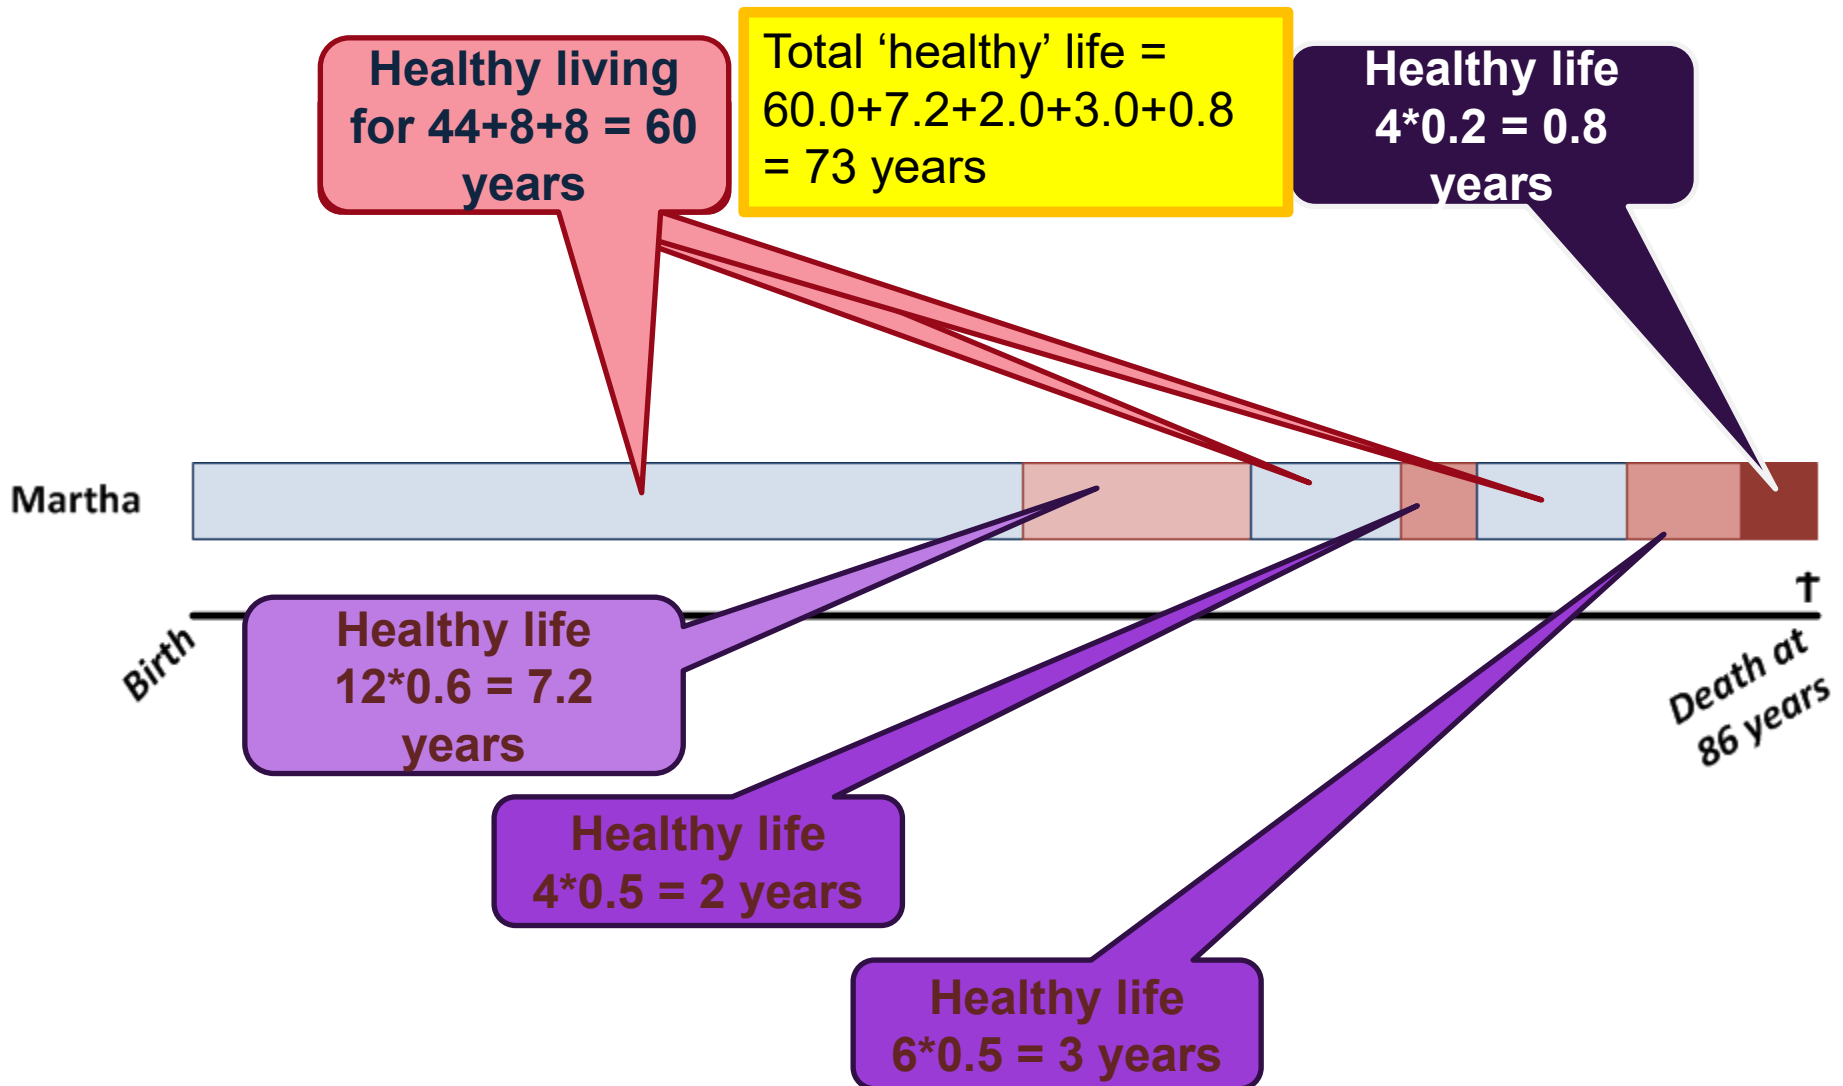 Healthy living
for 44+8+8 = 60
years
Total ‘healthy’ life =
60.0+7.2+2.0+3.0+0.8
= 73 years
Healthy life
4*0.2 = 0.8
years
Martha
Birth
Death at
86 years
Healthy life
12*0.6 = 7.2
years
Healthy life
4*0.5 = 2 years
Healthy life
6*0.5 = 3 years